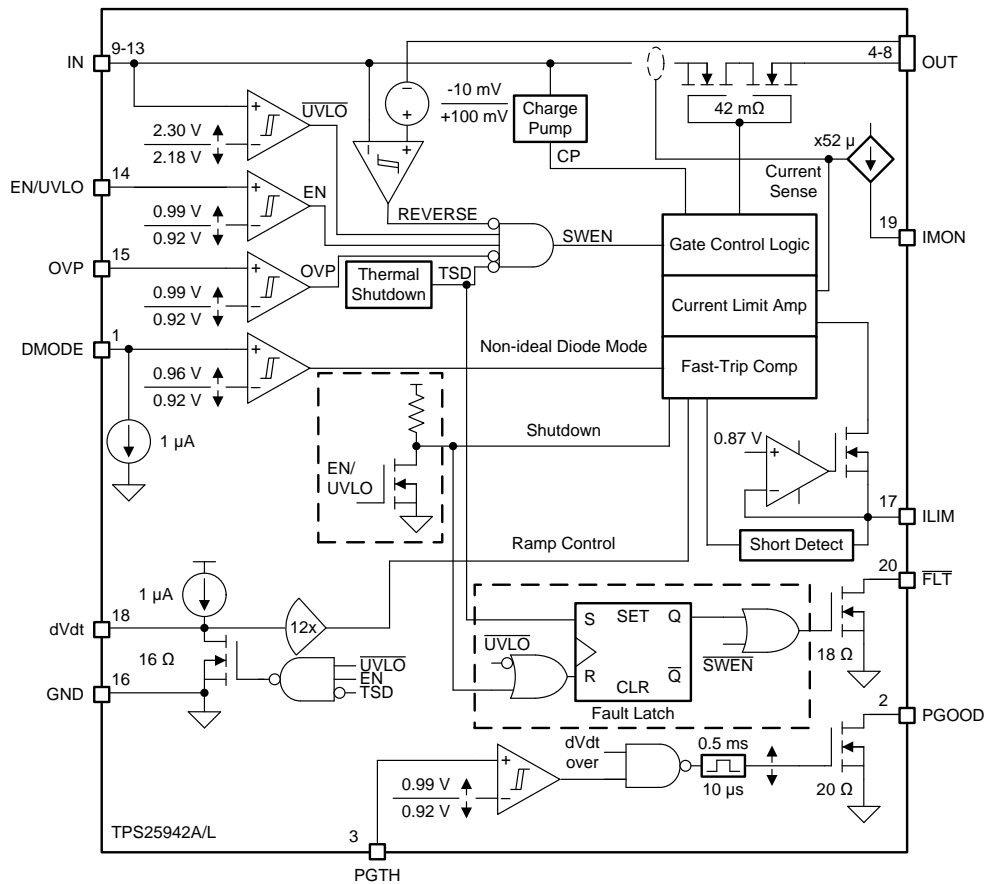 9-13
IN
4-8
OUT
-10 mV
+100 mV
Charge
Pump
CP
42 mΩ
x52 µ
Current
Sense
19
IMON
2.30 V
2.18 V
+
−
U̅V̅L̅O̅
−
+
−
+
14
EN/UVLO
0.99 V
0.92 V
+
−
EN
REVERSE
SWEN
Gate Control Logic
Current Limit Amp
Fast-Trip Comp
15
OVP
0.99 V
0.92 V
+
−
OVP
Thermal
Shutdown
TSD
1
DMODE
0.96 V
0.92 V
+
−
Non-ideal Diode Mode
1 µA
EN/
UVLO
Shutdown
0.87 V
+
−
17
ILIM
Short Detect
Ramp Control
20
F̅L̅T̅
1 µA
18
dVdt
12x
16 Ω
16
GND
U̅V̅L̅O̅
EN
TSD
U̅V̅L̅O̅
S
SET
Q
R
CLR
Q̅
S̅W̅E̅N̅
Fault Latch
18 Ω
2
PGOOD
dVdt
over
0.5 ms
10 µs
20 Ω
0.99 V
0.92 V
+
−
TPS25942A/L
3
PGTH